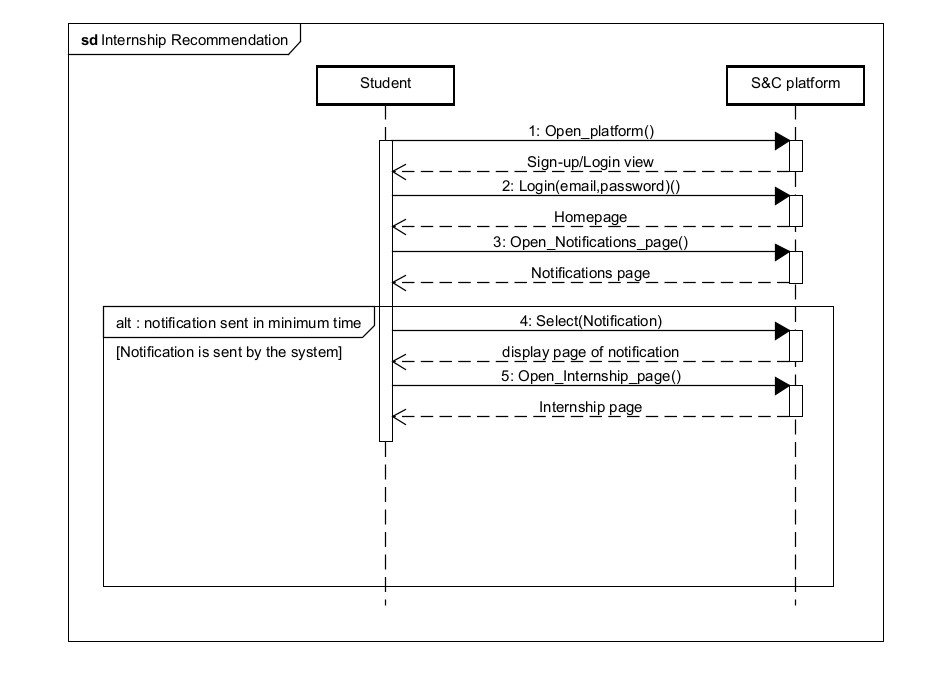 sd Internship Recommendation
Student
S&C platform
1: Open_platform()
Sign-up/Login view
2: Login(email,password)()
Homepage
3: Open_Notifications_page()
Notifications page
alt : notification sent in minimum time
4: Select(Notification)
[Notification is sent by the system]
display page of notification
5: Open_Internship_page()
Internship page